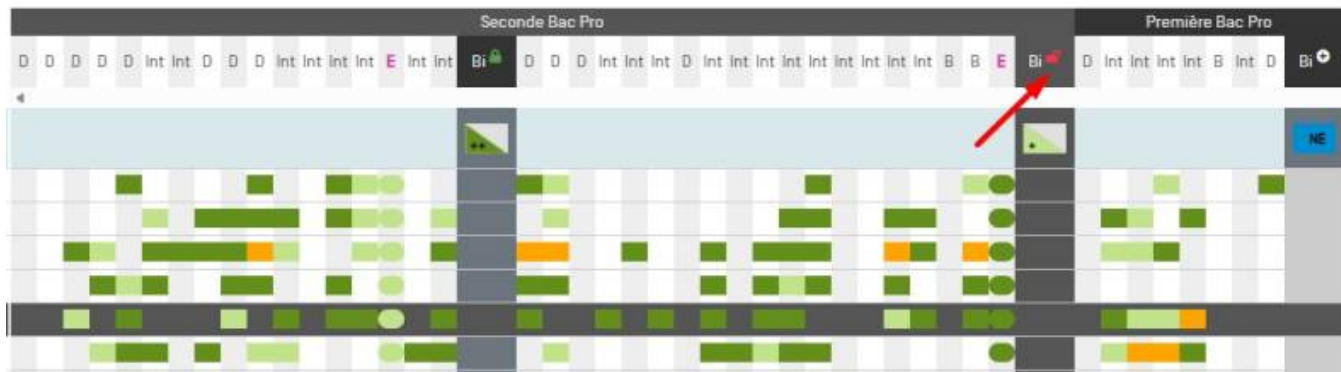 Seconde Bac Pro Première Bac Pro
D D D D D Int Int D D D Int Int Int Int E Int Int Bi D D D Int Int Int D Int Int Int Int Int Int Int Int Int B B E Bi D Int Int Int Int B Int D Bi
++ + NE